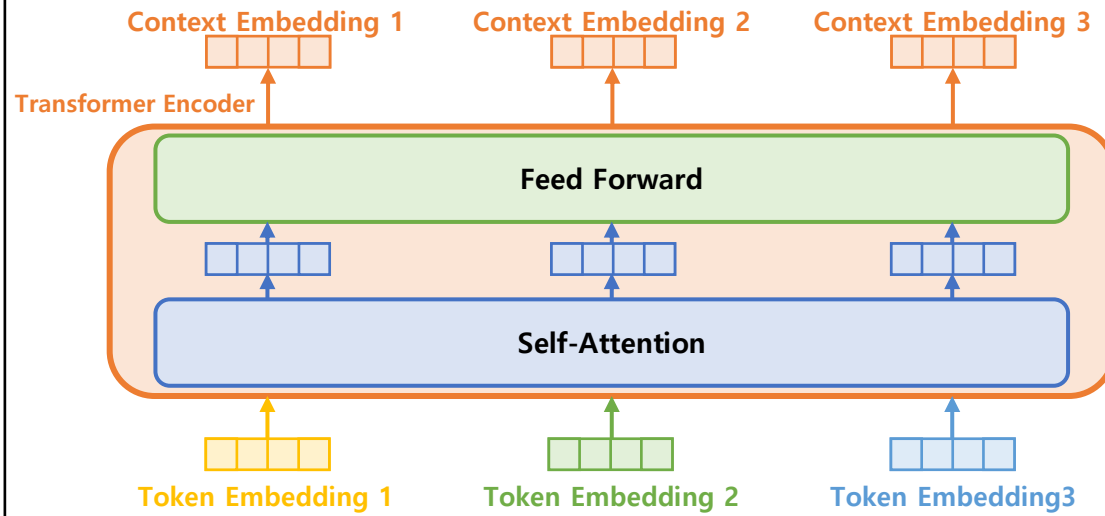 Context Embedding 1
Context Embedding 2
Context Embedding 3
Transformer Encoder
Feed Forward
Self-Attention
Token Embedding 1
Token Embedding 2
Token Embedding3